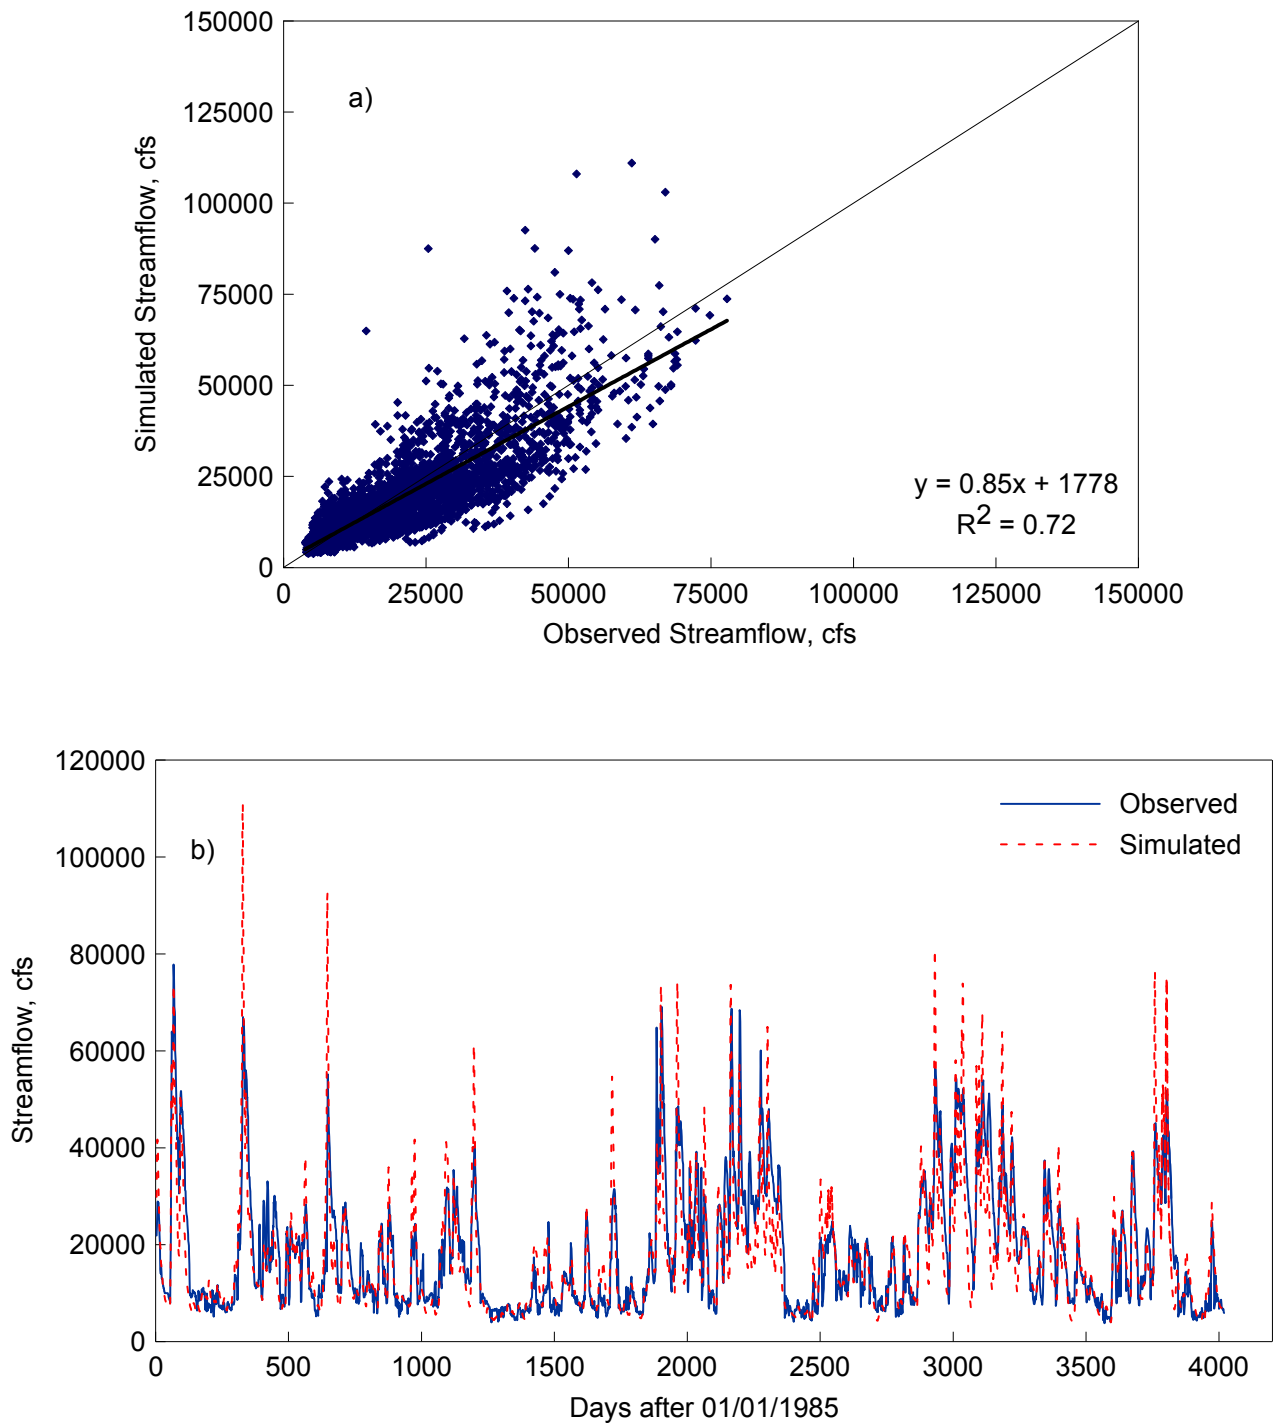 150000
125000
100000
75000
50000
25000
0
Simulated Streamflow, cfs
a)
y = 0.85x + 1778
R² = 0.72
0 25000 50000 75000 100000 125000 150000
Observed Streamflow, cfs
120000
100000
80000
60000
40000
20000
0
Streamflow, cfs
b)
Observed
Simulated
0 500 1000 1500 2000 2500 3000 3500 4000
Days after 01/01/1985